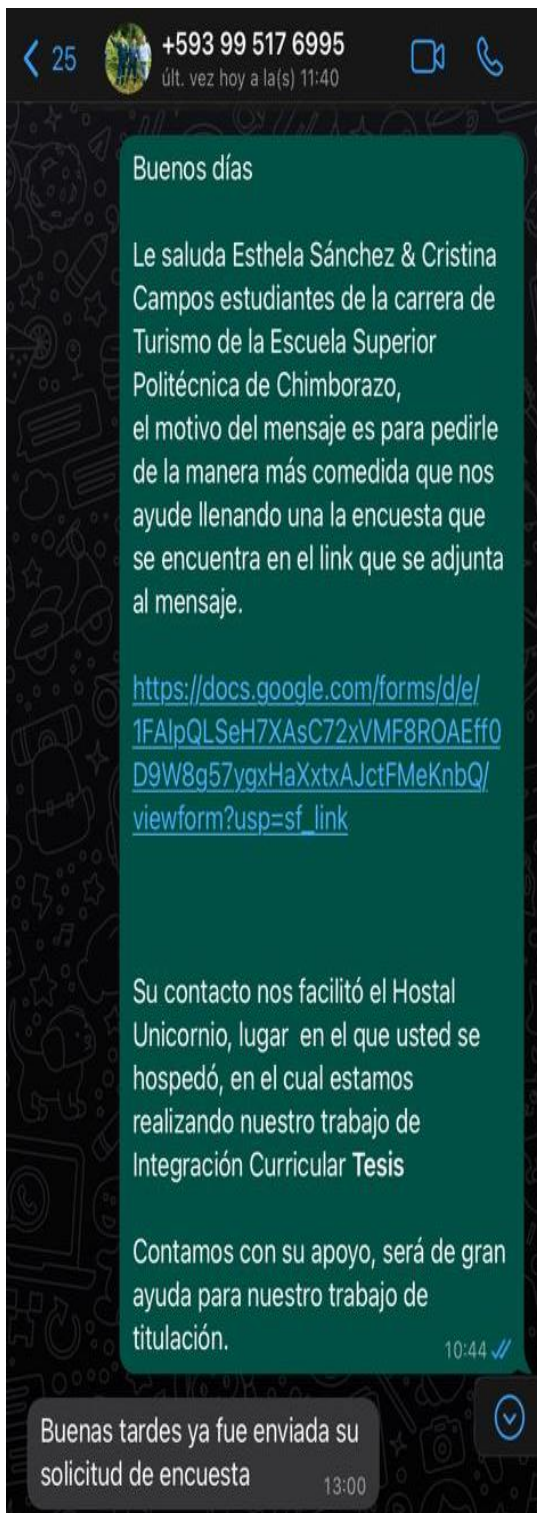 25
+593 99 517 6995
últ. vez hoy a la(s) 11:40
Buenos días
Le saluda Esthela Sánchez & Cristina
Campos estudiantes de la carrera de
Turismo de la Escuela Superior
Politécnica de Chimborazo,
el motivo del mensaje es para pedirle
de la manera más comedida que nos
ayude llenando una la encuesta que
se encuentra en el link que se adjunta
al mensaje.
https://docs.google.com/forms/d/e/
1FAIpQLSeH7XAsC72xVMF8ROAEff0
D9W8g57ygxHaXxtxAJctFMeKnbQ/
viewform?usp=sf_link
Su contacto nos facilitó el Hostal
Unicornio, lugar en el que usted se
hospedó, en el cual estamos
realizando nuestro trabajo de
Integración Curricular Tesis
Contamos con su apoyo, será de gran
ayuda para nuestro trabajo de
titulación.
10:44
Buenas tardes ya fue enviada su
solicitud de encuesta
13:00